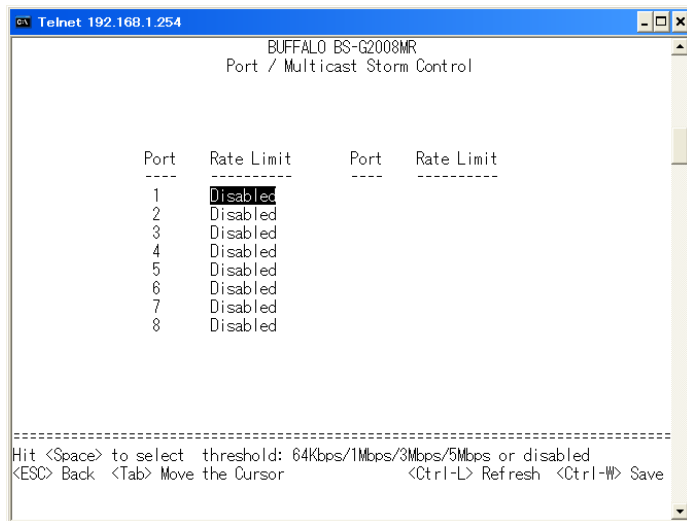 Telnet 192.168.1.254
BUFFALO BS-G2008MR
Port / Multicast Storm Control
Port Rate Limit Port Rate Limit
---- ---------- ---- ----------
1 Disabled
2 Disabled
3 Disabled
4 Disabled
5 Disabled
6 Disabled
7 Disabled
8 Disabled
================================================================================
Hit <Space> to select threshold: 64Kbps/1Mbps/3Mbps/5Mbps or disabled
<ESC> Back <Tab> Move the Cursor <Ctrl-L> Refresh <Ctrl-W> Save